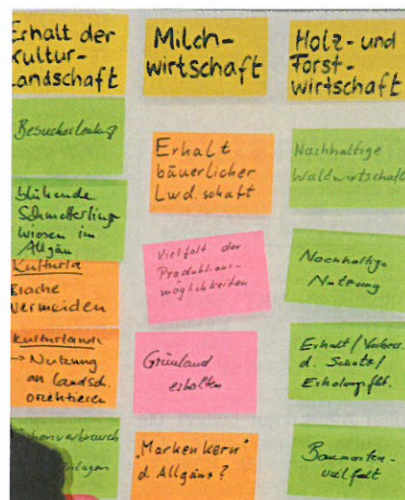 Erhalt der
Kultur-
landschaft
Besucherlenkung
blühende
Schmetterlings
wiesen im
Allgäu
Kulturla
Brache
vermeiden
Kulturland
→ Nutzung
an landsch.
orientieren
Milch-
wirtschaft
Erhalt
bäuerlicher
Lwd.schaft
Vielfalt der
Produktions-
möglichkeiten
Grünland
erhalten
"Markenkern"
d. Allgäus?
Holz- und
Forst-
wirtschaft
Nachhaltige
Waldwirtschaft
Nachhaltige
Nutzung
Erhalt/Verbess.
d. Schutz/
Erholungsfkt.
Baumarten-
vielfalt